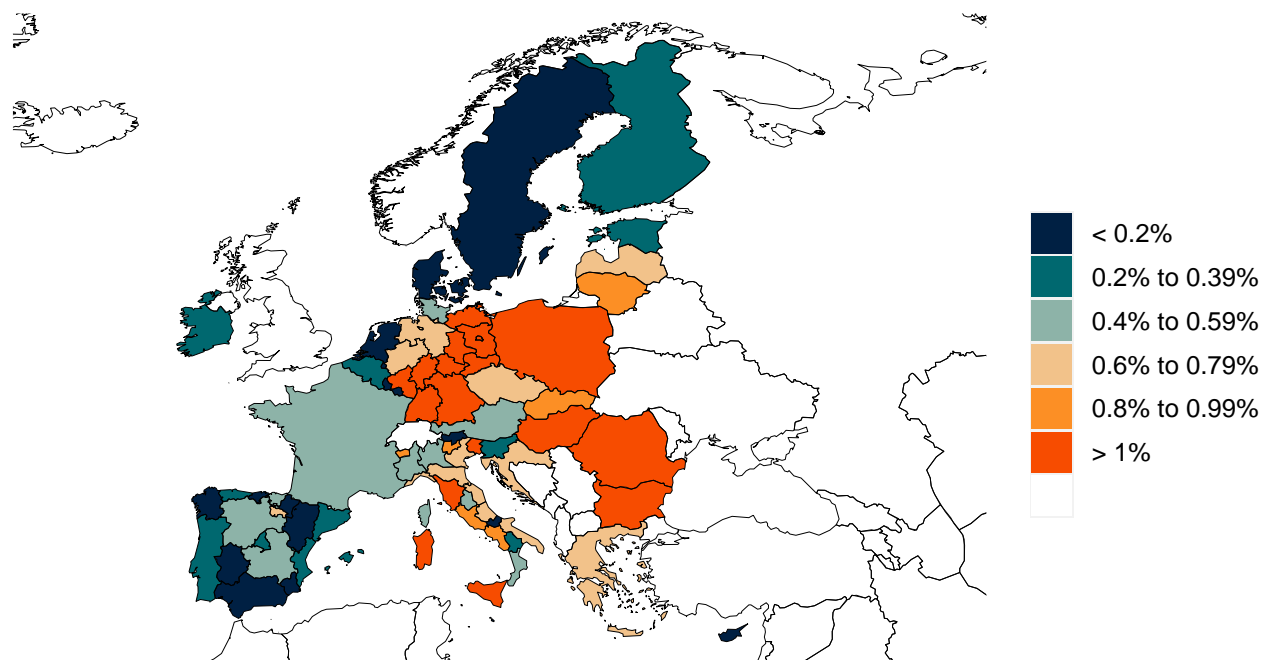 < 0.2%
0.2% to 0.39%
0.4% to 0.59%
0.6% to 0.79%
0.8% to 0.99%
> 1%